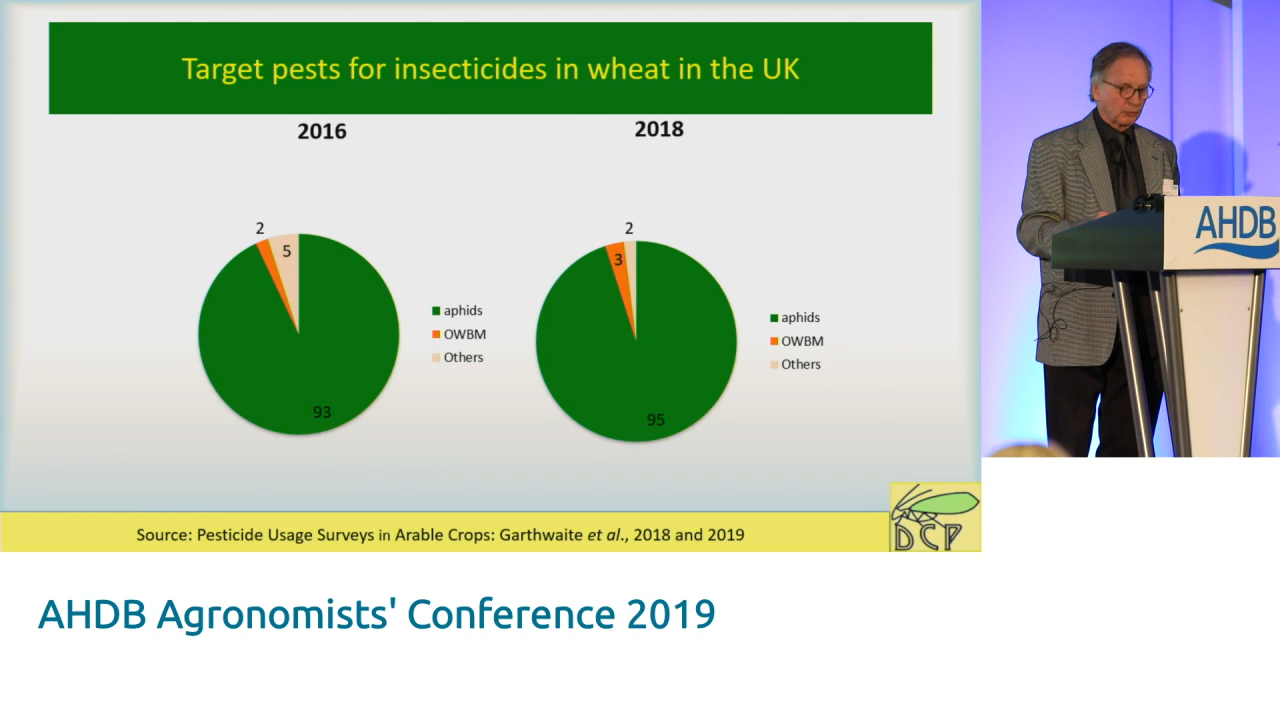 Target pests for insecticides in wheat in the UK
2016
2018
2
5
93
aphids
OWBM
Others
2
3
95
aphids
OWBM
Others
Source: Pesticide Usage Surveys in Arable Crops: Garthwaite et al., 2018 and 2019
DCP
AHDB
AHDB Agronomists' Conference 2019